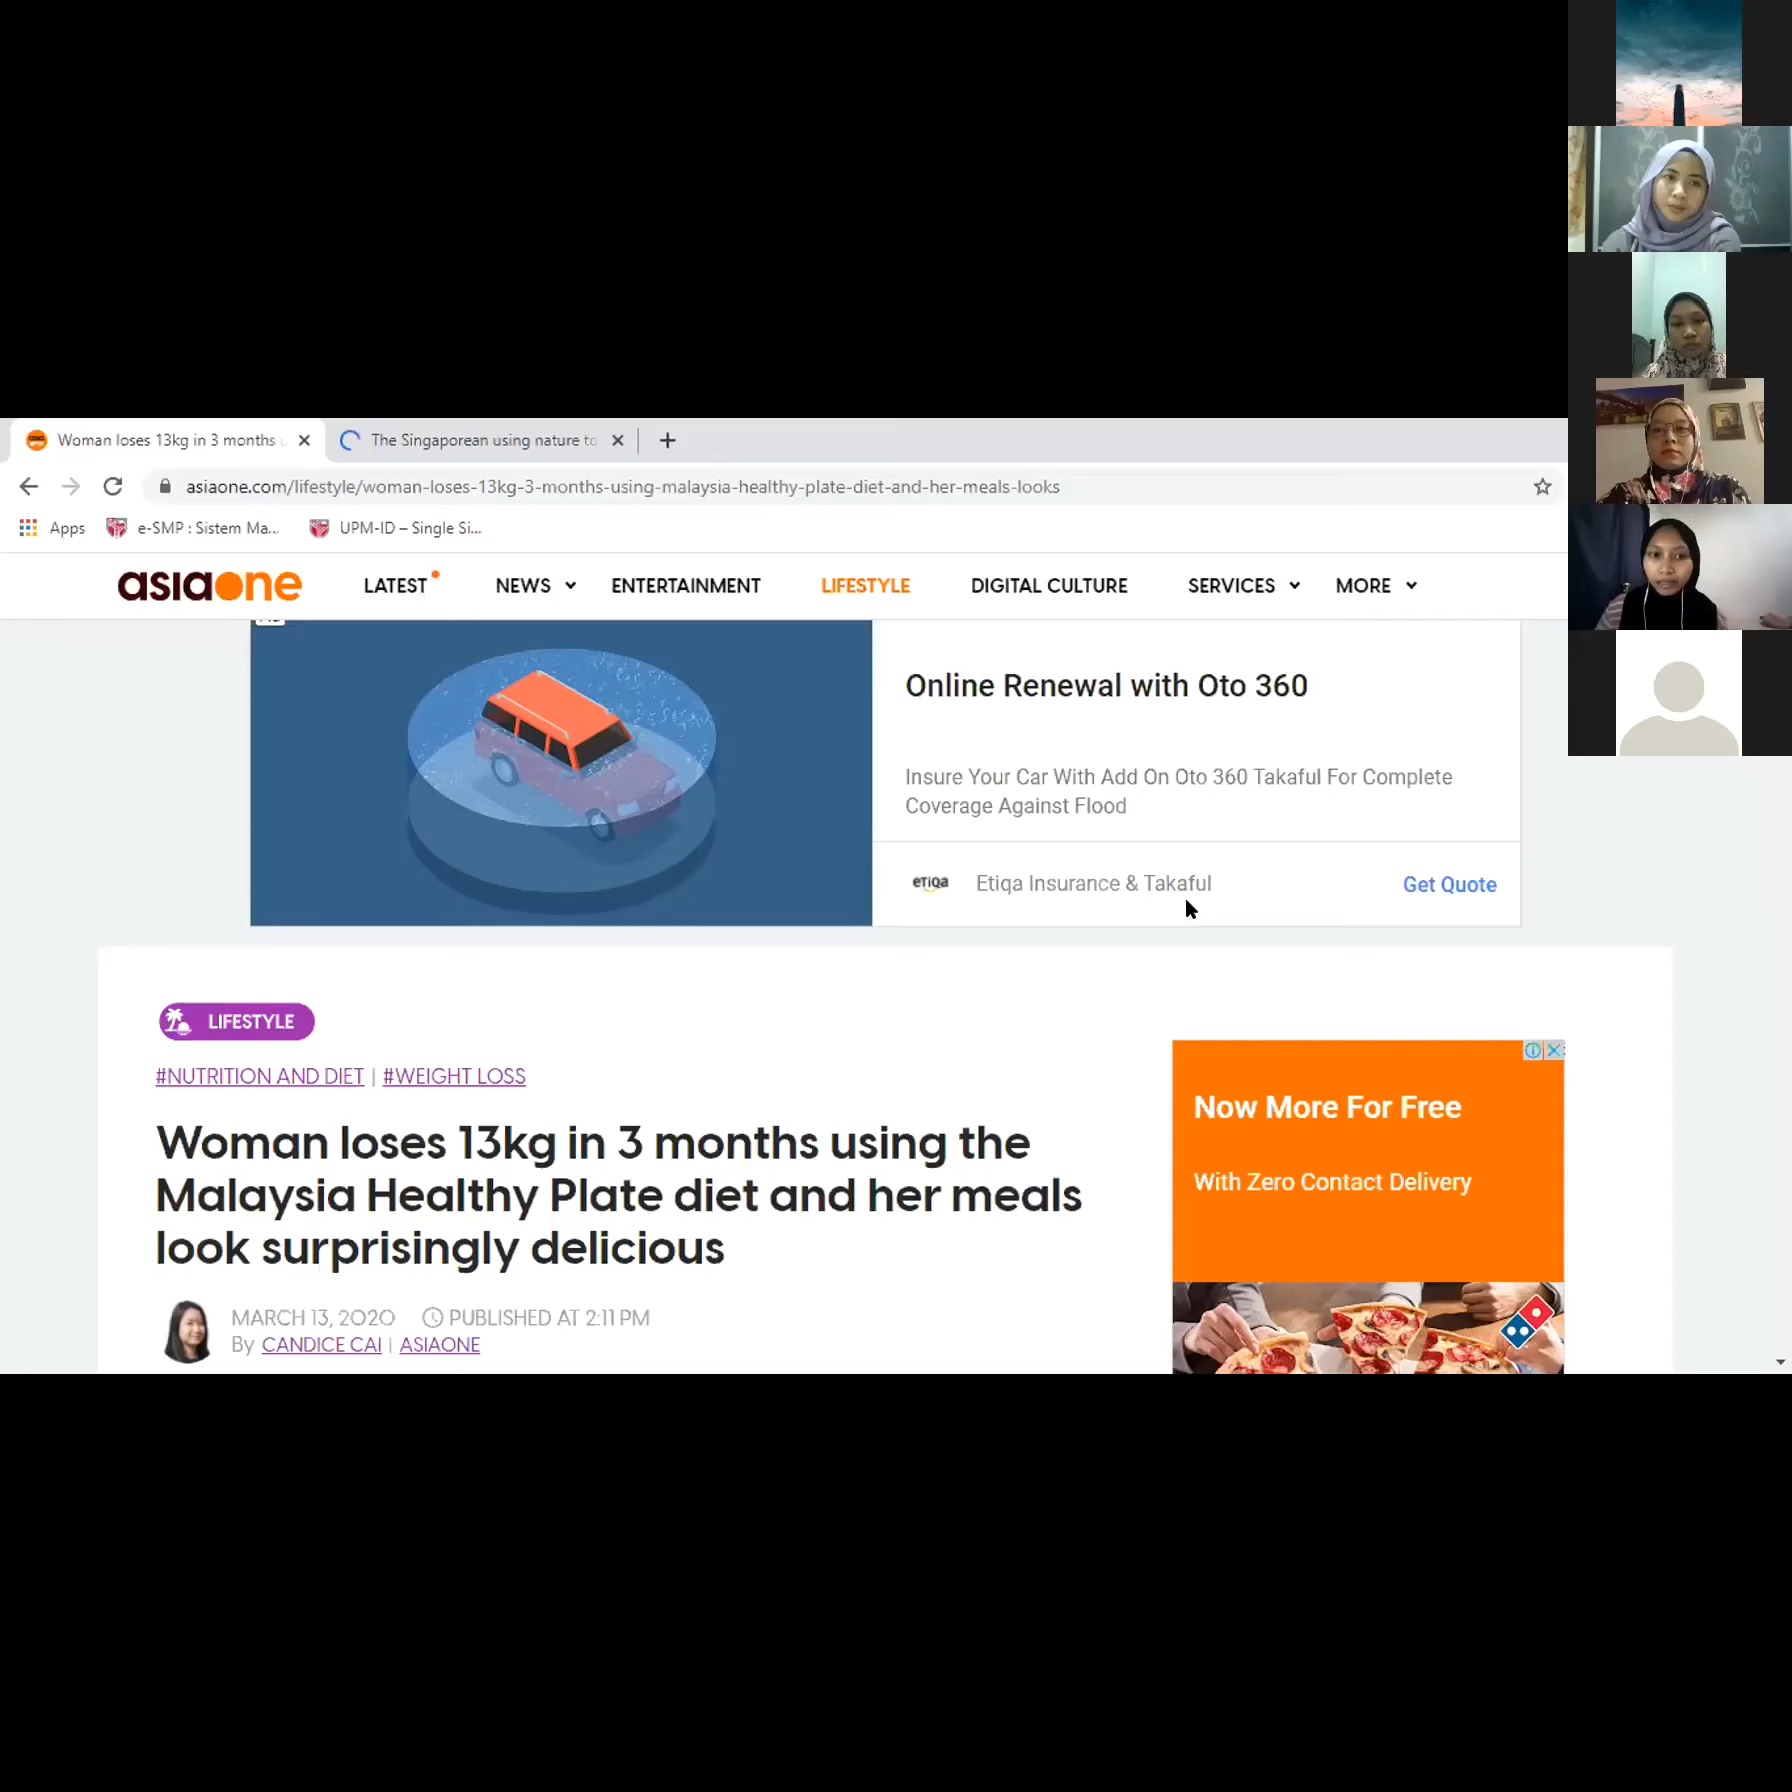 Woman loses 13kg in 3 months
The Singaporean using nature to
asiaone.com/lifestyle/woman-loses-13kg-3-months-using-malaysia-healthy-plate-diet-and-her-meals-looks
Apps e-SMP : Sistem Ma... UPM-ID – Single Si...
asiaone LATEST NEWS ENTERTAINMENT LIFESTYLE DIGITAL CULTURE SERVICES MORE
Online Renewal with Oto 360
Insure Your Car With Add On Oto 360 Takaful For Complete
Coverage Against Flood
etiqa Etiqa Insurance & Takaful Get Quote
LIFESTYLE
#NUTRITION AND DIET | #WEIGHT LOSS
Woman loses 13kg in 3 months using the
Malaysia Healthy Plate diet and her meals
look surprisingly delicious
MARCH 13, 2020 PUBLISHED AT 2:11 PM
By CANDICE CAI | ASIAONE
Now More For Free
With Zero Contact Delivery